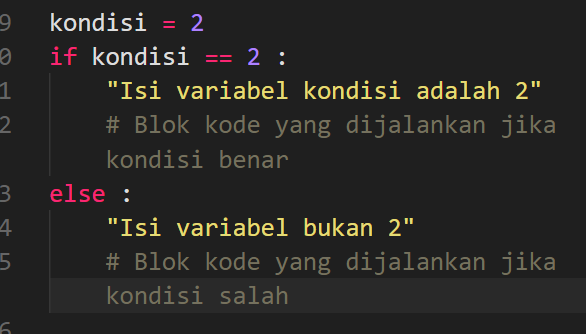 9 kondisi = 2
0 if kondisi == 2 :
1 "Isi variabel kondisi adalah 2"
2 # Blok kode yang dijalankan jika
kondisi benar
3 else :
4 "Isi variabel bukan 2"
5 # Blok kode yang dijalankan jika
kondisi salah
6